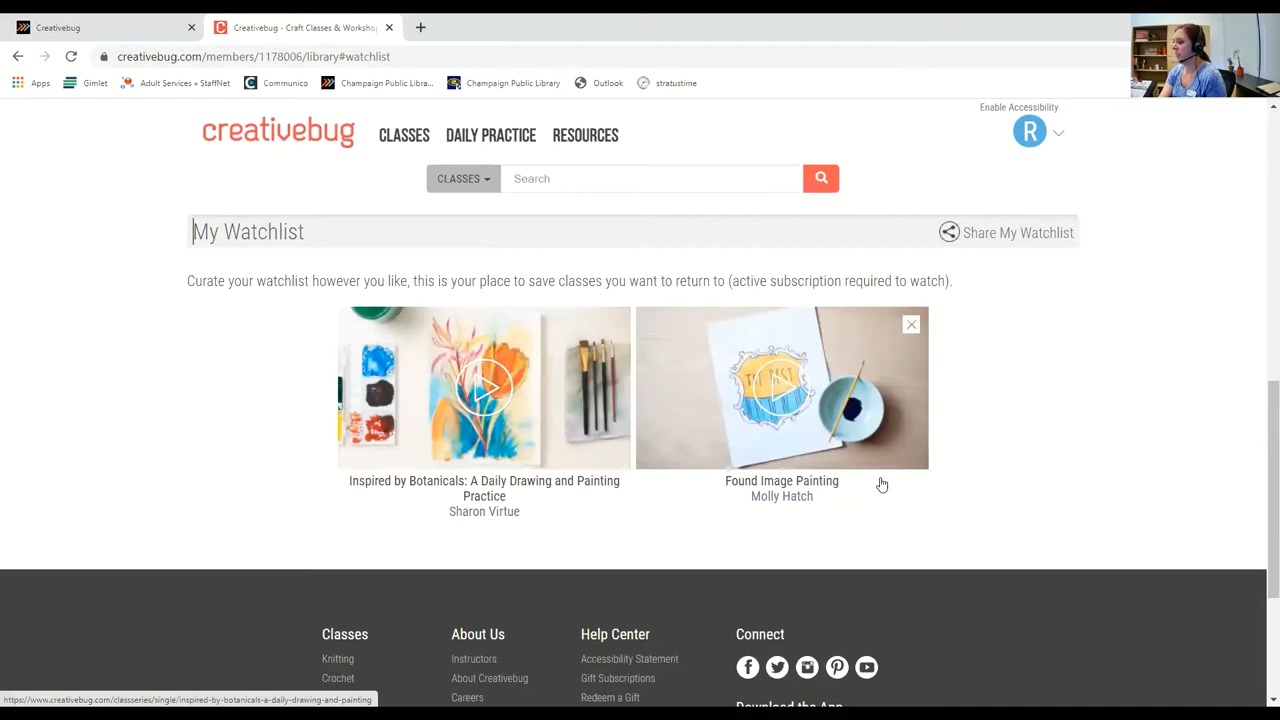 Creativebug
Creativebug - Craft Classes & Worksho
creativebug.com/members/1178006/library#watchlist
Apps Gimlet Adult Services « StaffNet Communico Champaign Public Libra... Champaign Public Library Outlook stratustime
Enable Accessibility
creativebug CLASSES DAILY PRACTICE RESOURCES R
CLASSES Search
My Watchlist Share My Watchlist
Curate your watchlist however you like, this is your place to save classes you want to return to (active subscription required to watch).
Inspired by Botanicals: A Daily Drawing and Painting
Practice
Sharon Virtue
Found Image Painting
Molly Hatch
Classes About Us Help Center Connect
Knitting Instructors Accessibility Statement
Crochet About Creativebug Gift Subscriptions
Careers Redeem a Gift
Download the App
https://www.creativebug.com/classseries/single/inspired-by-botanicals-a-daily-drawing-and-painting